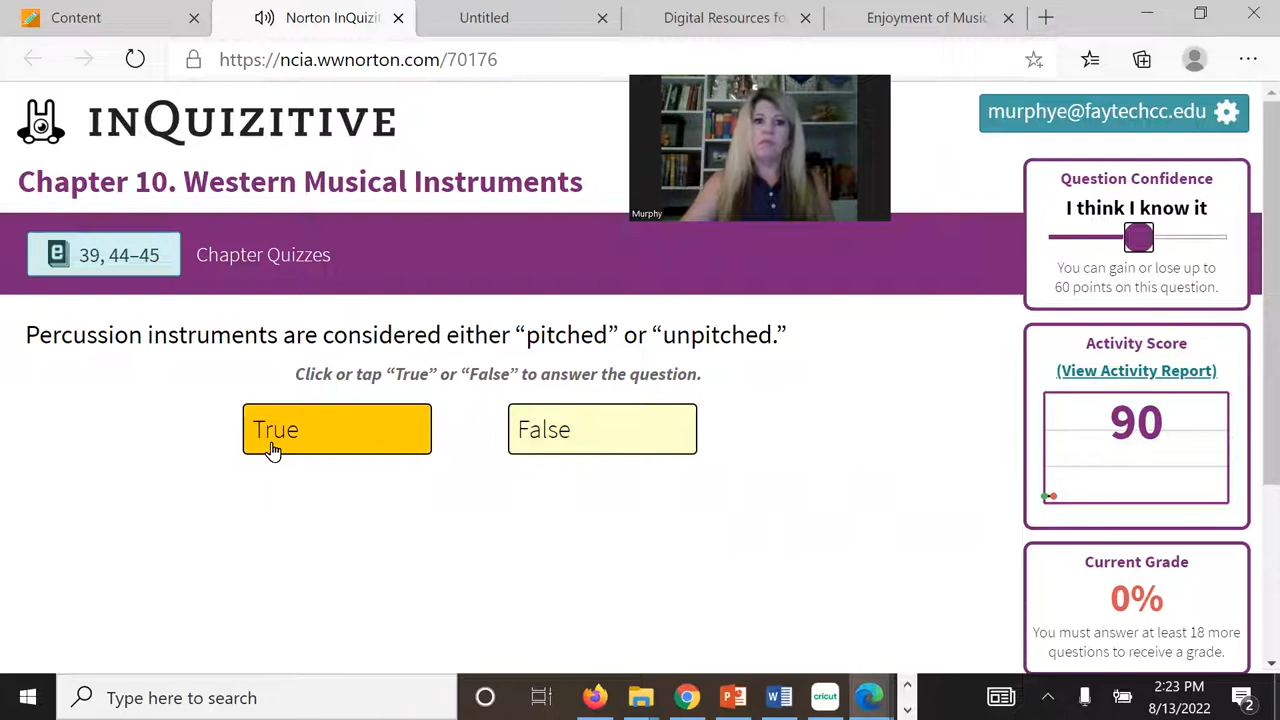 Content
Norton InQuizit
Untitled
Digital Resources fo
Enjoyment of Music
https://ncia.wwnorton.com/70176
INQUIZITIVE
murphye@faytechcc.edu
Chapter 10. Western Musical Instruments
Murphy
Question Confidence
I think I know it
You can gain or lose up to
60 points on this question.
e
39, 44–45
Chapter Quizzes
Percussion instruments are considered either “pitched” or “unpitched.”
Click or tap “True” or “False” to answer the question.
True
False
Activity Score
(View Activity Report)
90
Current Grade
0%
You must answer at least 18 more
questions to receive a grade.
Type here to search
cricut
2:23 PM
8/13/2022
2